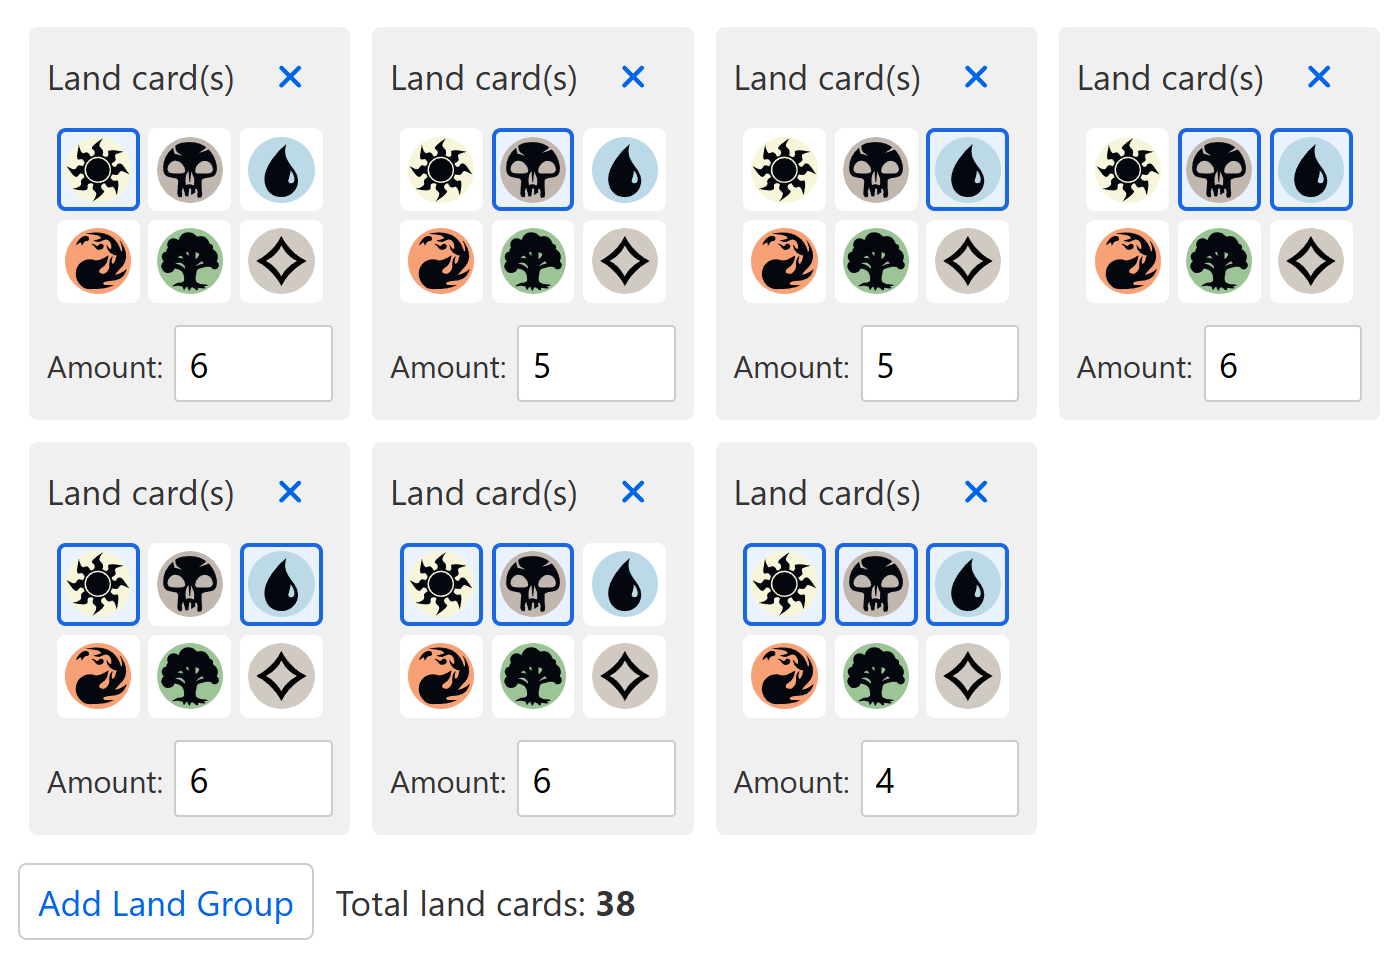 Land card(s) Land card(s) Land card(s) Land card(s)
Amount: 6 Amount: 5 Amount: 5 Amount: 6
Land card(s) Land card(s) Land card(s)
Amount: 6 Amount: 6 Amount: 4
Add Land Group Total land cards: 38